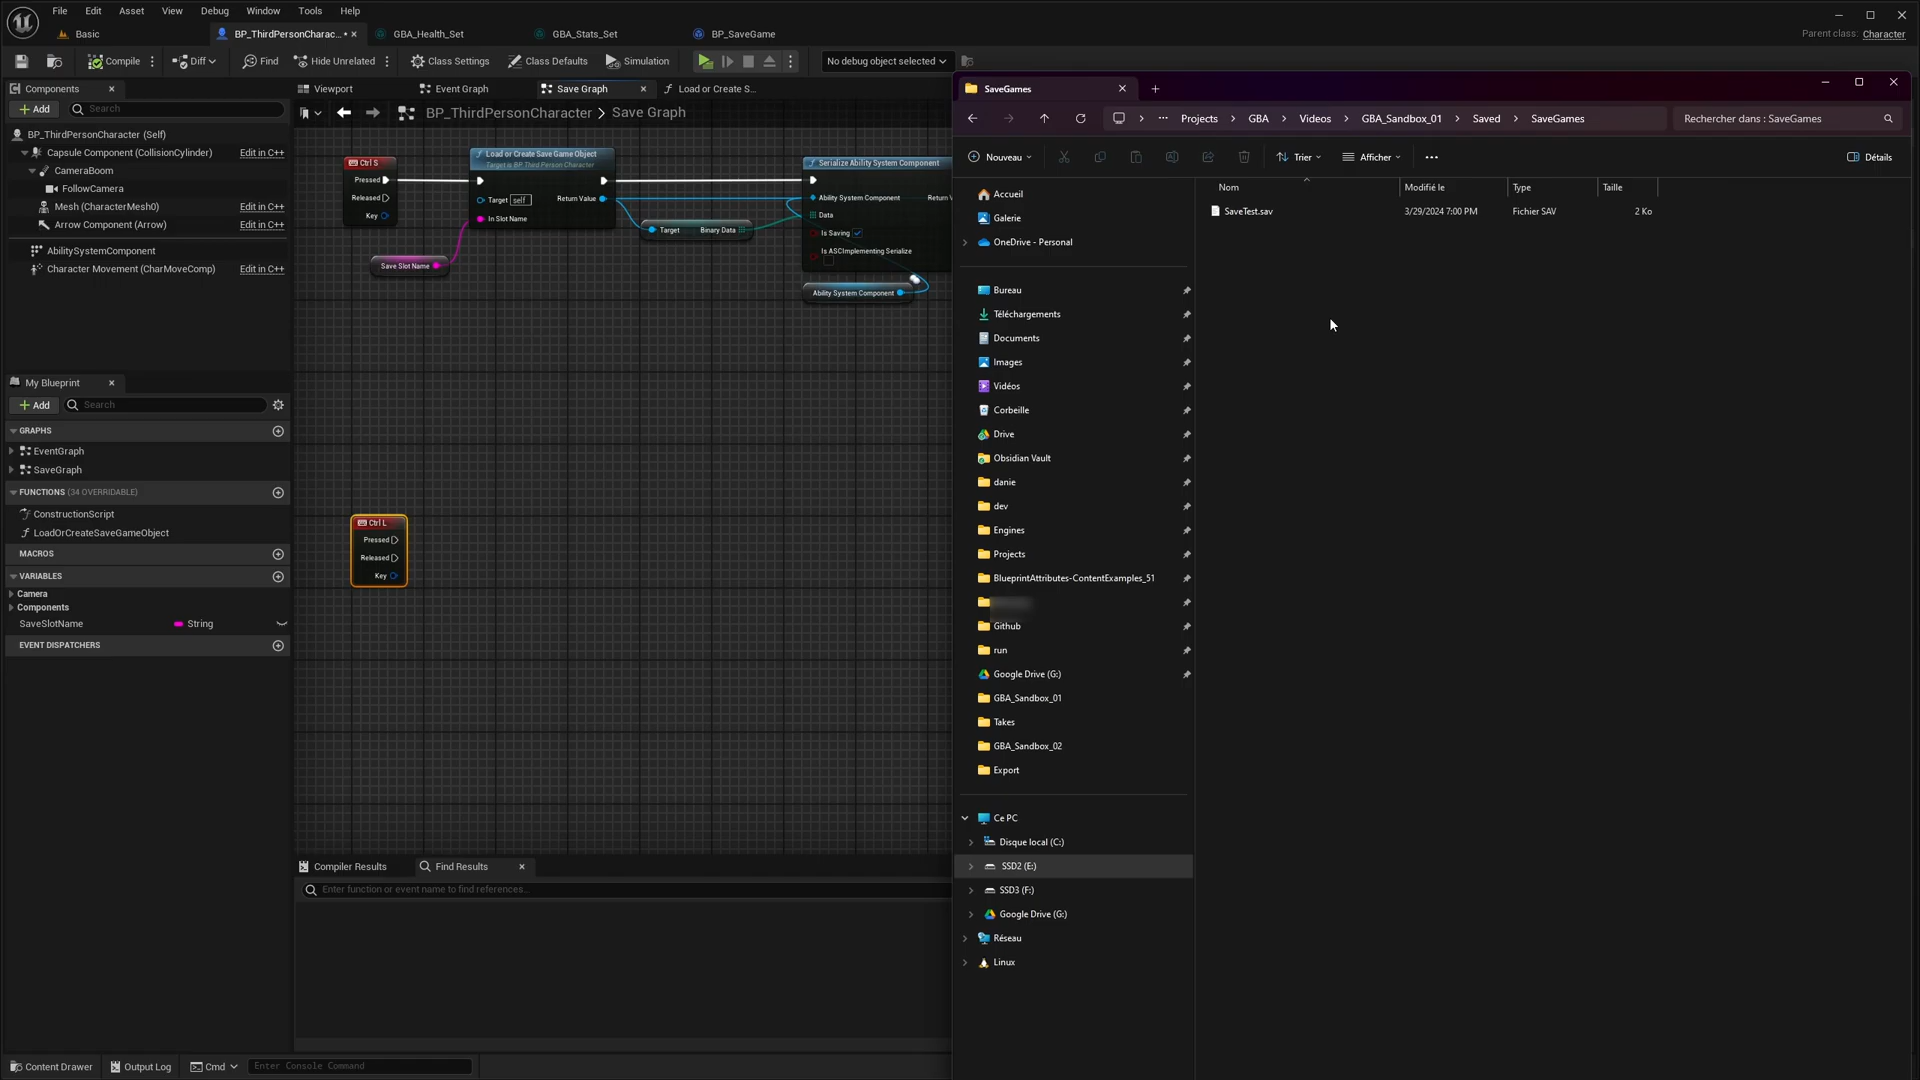 File Edit Asset View Debug Window Tools Help
Basic
BP_ThirdPersonCharac...•
GBA_Health_Set
GBA_Stats_Set
BP_SaveGame
Parent class: Character
Compile
Diff
Find
Hide Unrelated
Class Settings
Class Defaults
Simulation
No debug object selected
Components
Add
Search
BP_ThirdPersonCharacter (Self)
Capsule Component (CollisionCylinder) Edit in C++
CameraBoom
FollowCamera
Mesh (CharacterMesh0) Edit in C++
Arrow Component (Arrow) Edit in C++
AbilitySystemComponent
Character Movement (CharMoveComp) Edit in C++
My Blueprint
Add
Search
GRAPHS
EventGraph
SaveGraph
FUNCTIONS (34 OVERRIDABLE)
ConstructionScript
LoadOrCreateSaveGameObject
MACROS
VARIABLES
Camera
Components
SaveSlotName String
EVENT DISPATCHERS
Viewport
Event Graph
Save Graph
Load or Create S...
BP_ThirdPersonCharacter > Save Graph
Ctrl S
Pressed
Released
Key
Save Slot Name
Load or Create Save Game Object
Target is BP Third Person Character
Target self
Return Value
In Slot Name
Target Binary Data
Serialize Ability System Component
Ability System Component Return V
Data
Is Saving
Is ASCImplementing Serialize
Ability System Component
Ctrl L
Pressed
Released
Key
Compiler Results
Find Results
Enter function or event name to find references...
Content Drawer
Output Log
Cmd
Enter Console Command
SaveGames
Projects > GBA > Videos > GBA_Sandbox_01 > Saved > SaveGames
Rechercher dans : SaveGames
Nouveau
Trier
Afficher
Détails
Nom Modifié le Type Taille
SaveTest.sav 3/29/2024 7:00 PM Fichier SAV 2 Ko
Accueil
Galerie
OneDrive - Personal
Bureau
Téléchargements
Documents
Images
Vidéos
Corbeille
Drive
Obsidian Vault
danie
dev
Engines
Projects
BlueprintAttributes-ContentExamples_51
Github
run
Google Drive (G:)
GBA_Sandbox_01
Takes
GBA_Sandbox_02
Export
Ce PC
Disque local (C:)
SSD2 (E:)
SSD3 (F:)
Google Drive (G:)
Réseau
Linux